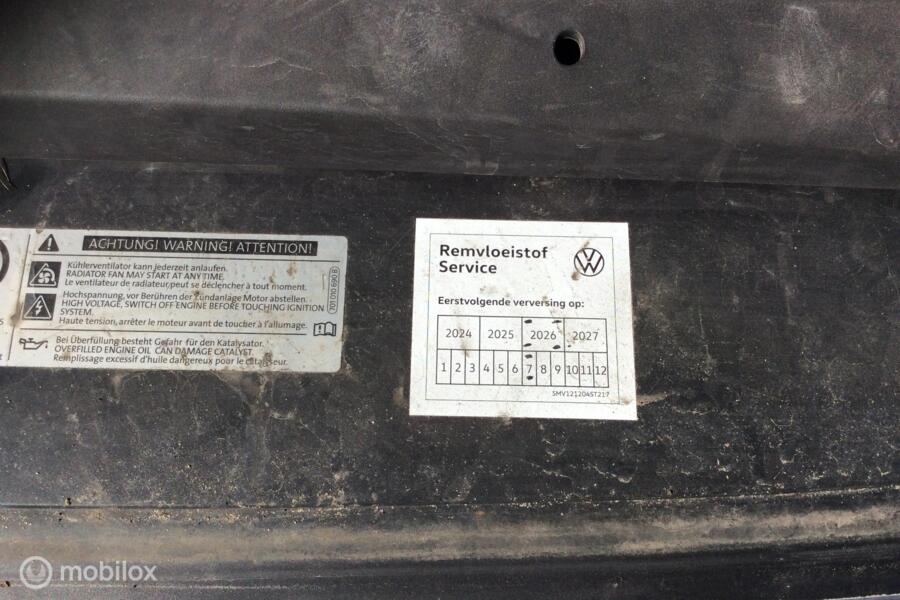 ACHTUNG! WARNING! ATTENTION!
Kühlerventilator kann jederzeit anlaufen.
RADIATOR FAN MAY START AT ANY TIME.
Le ventilateur de radiateur,peut se déclencher à tout moment.
Hochspannung, vor Berühren der Zündanlage Motor abstellen.
HIGH VOLTAGE, SWITCH OFF ENGINE BEFORE TOUCHING IGNITION
SYSTEM.
Haute tension, arrêter le moteur avant de toucher à l'allumage.
Bei Überfüllung besteht Gefahr für den Katalysator.
OVERFILLED ENGINE OIL CAN DAMAGE CATALYST.
Remplissage excessif d'huile dangereux pour le catalyseur.
7L0 010 690 B
Remvloeistof
Service
Eerstvolgende verversing op:
2024 2025 2026 2027
1 2 3 4 5 6 7 8 9 10 11 12
SMV121204ST217
mobilox